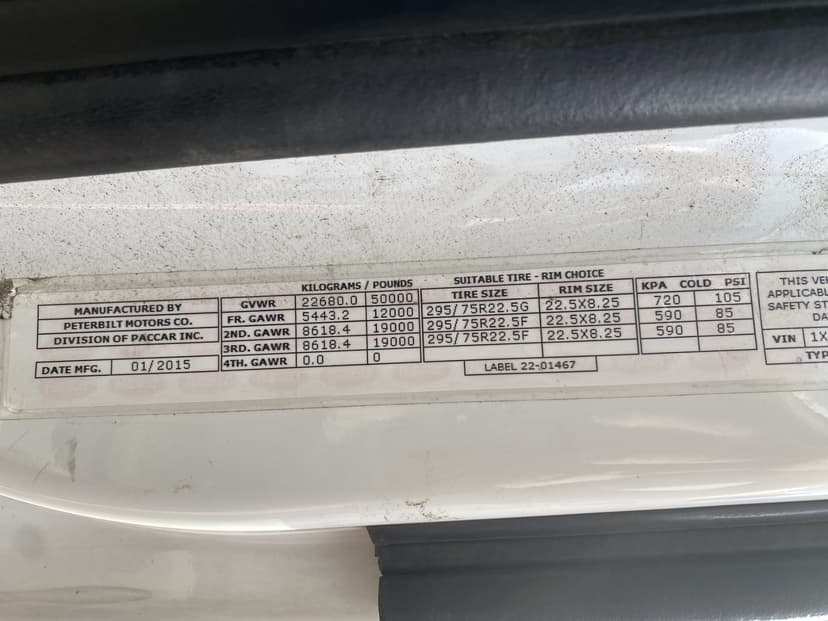 KILOGRAMS / POUNDS SUITABLE TIRE - RIM CHOICE
MANUFACTURED BY
PETERBILT MOTORS CO.
DIVISION OF PACCAR INC.
DATE MFG. 01/2015
GVWR 22680.0 50000 TIRE SIZE RIM SIZE KPA COLD PSI
FR. GAWR 5443.2 12000 295/75R22.5G 22.5X8.25 720 105
2ND. GAWR 8618.4 19000 295/75R22.5F 22.5X8.25 590 85
3RD. GAWR 8618.4 19000 295/75R22.5F 22.5X8.25 590 85
4TH. GAWR 0.0 0
LABEL 22-01467
THIS VEH
APPLICABL
SAFETY ST
DA
VIN 1X
TYP